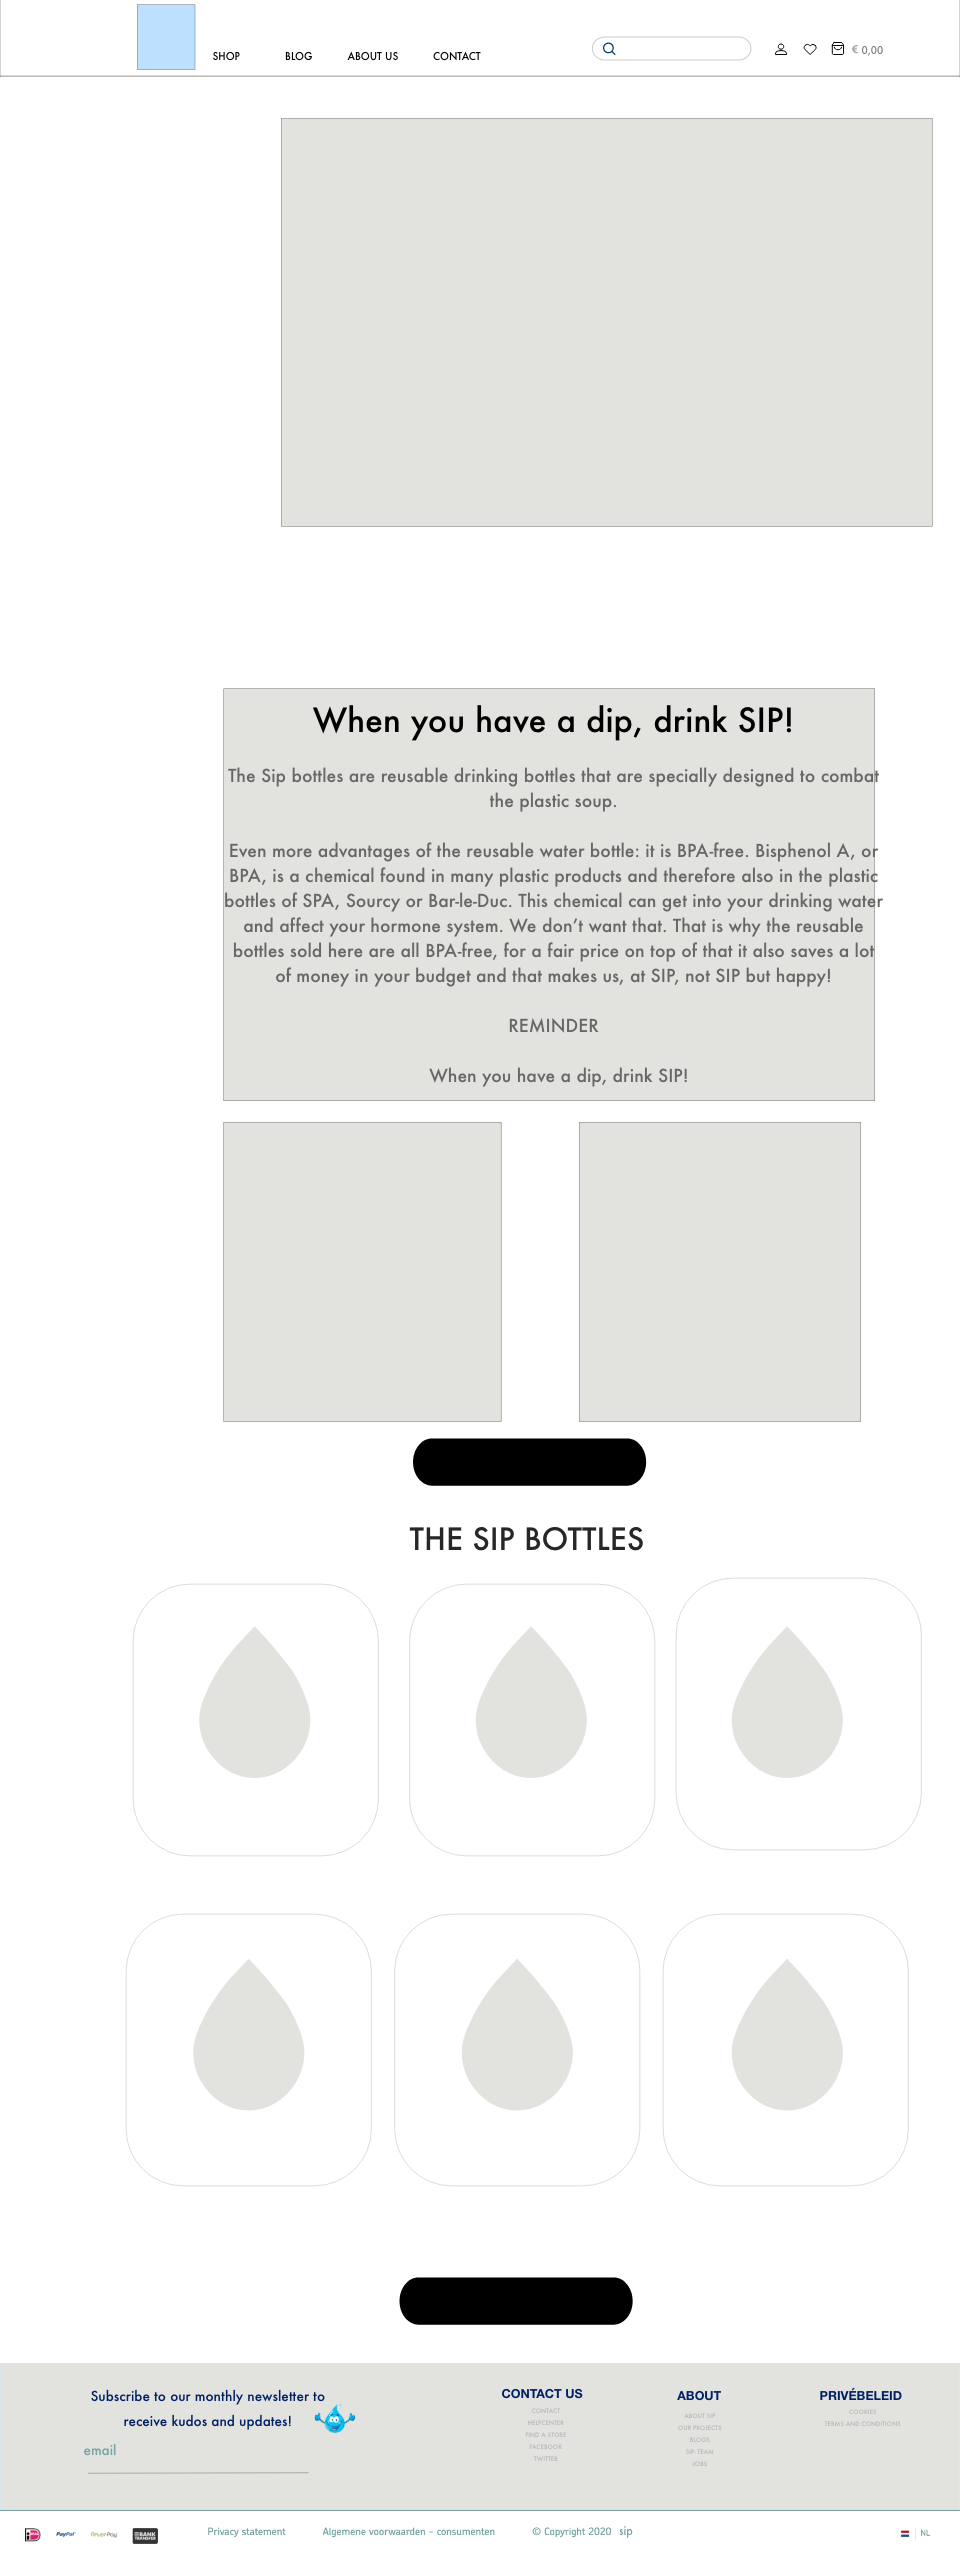 SHOP BLOG ABOUT US CONTACT € 0,00
When you have a dip, drink SIP!
The Sip bottles are reusable drinking bottles that are specially designed to combat
the plastic soup.
Even more advantages of the reusable water bottle: it is BPA-free. Bisphenol A, or
BPA, is a chemical found in many plastic products and therefore also in the plastic
bottles of SPA, Sourcy or Bar-le-Duc. This chemical can get into your drinking water
and affect your hormone system. We don’t want that. That is why the reusable
bottles sold here are all BPA-free, for a fair price on top of that it also saves a lot
of money in your budget and that makes us, at SIP, not SIP but happy!
REMINDER
When you have a dip, drink SIP!
THE SIP BOTTLES
Subscribe to our monthly newsletter to
receive kudos and updates!
email
CONTACT US
CONTACT
HELPCENTER
FIND A STORE
FACEBOOK
TWITTER
ABOUT
ABOUT SIP
OUR PROJECTS
BLOGS
SIP-TEAM
JOBS
PRIVÉBELEID
COOKIES
TERMS AND CONDITIONS
iD PayPal AfterPay BANK TRANSFER Privacy statement Algemene voorwaarden - consumenten © Copyright 2020 sip NL